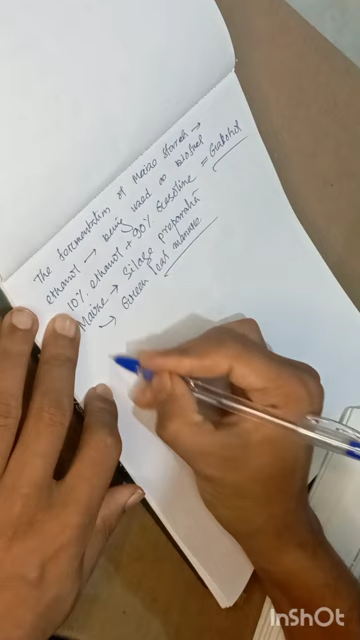 The fermentation of Maize starch →
ethanol → being used as biofuel
10% ethanol + 90% Gasoline = Gasohol
Maize → Silage preparatn
→ Green leaf manure.
InShOt